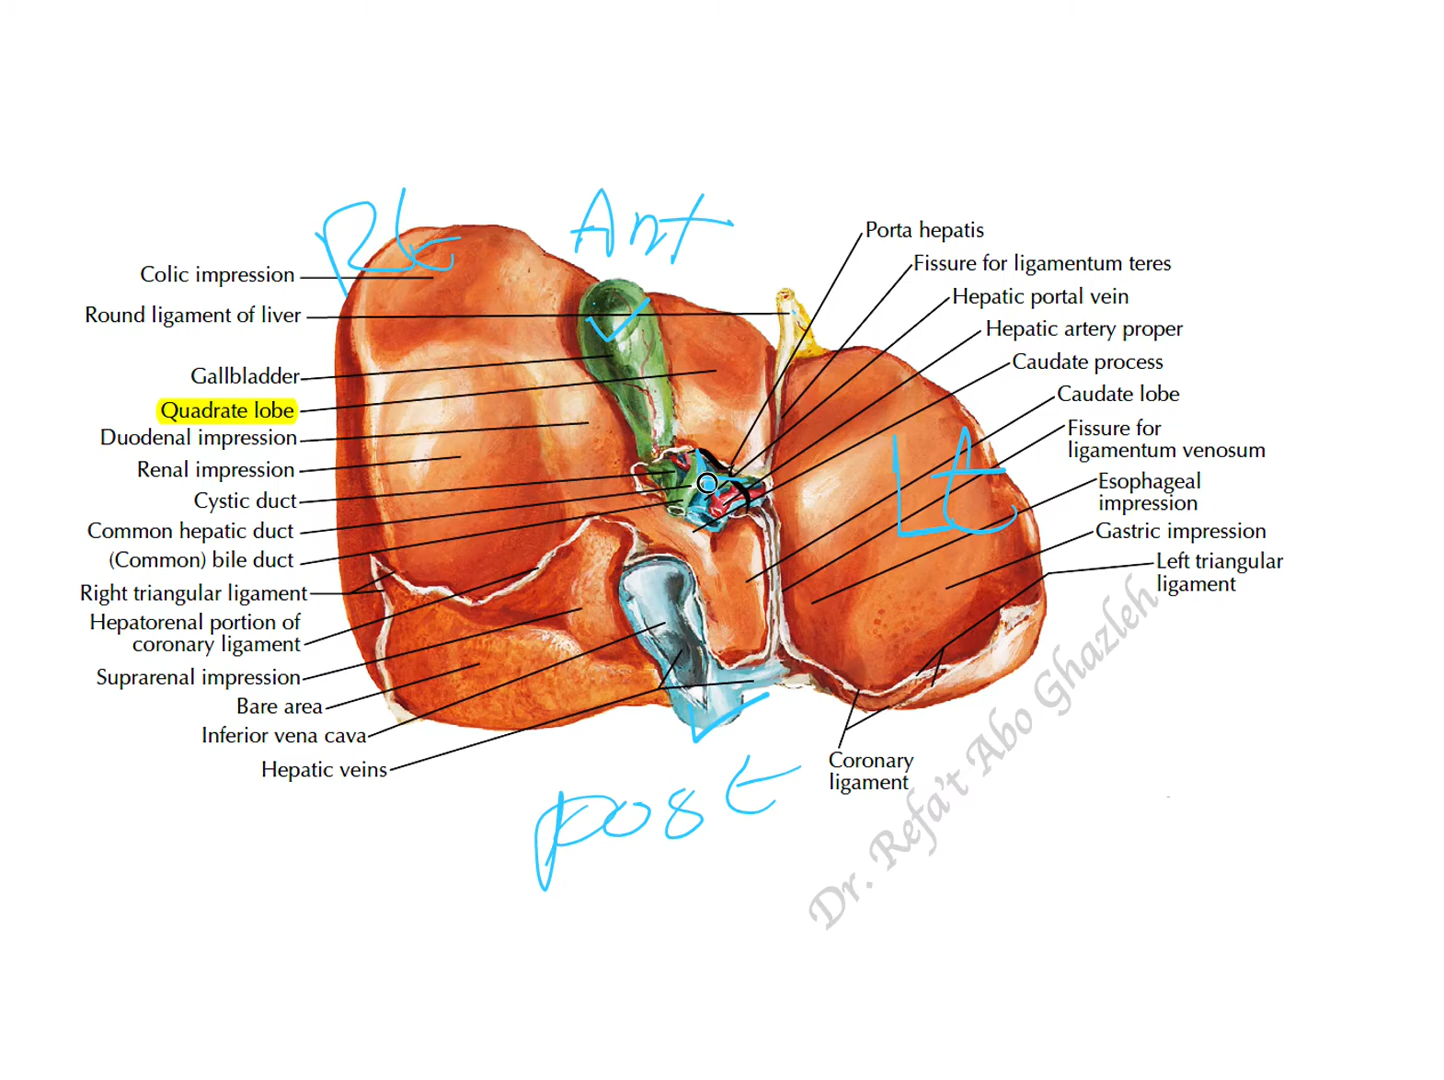 Rt
Ant
Colic impression
Round ligament of liver
Gallbladder
Quadrate lobe
Duodenal impression
Renal impression
Cystic duct
Common hepatic duct
(Common) bile duct
Right triangular ligament
Hepatorenal portion of
coronary ligament
Suprarenal impression
Bare area
Inferior vena cava
Hepatic veins
Porta hepatis
Fissure for ligamentum teres
Hepatic portal vein
Hepatic artery proper
Caudate process
Caudate lobe
Fissure for
ligamentum venosum
Esophageal
impression
Gastric impression
Left triangular
ligament
Lt
Coronary
ligament
post
Dr. Refa't Abo Ghazleh